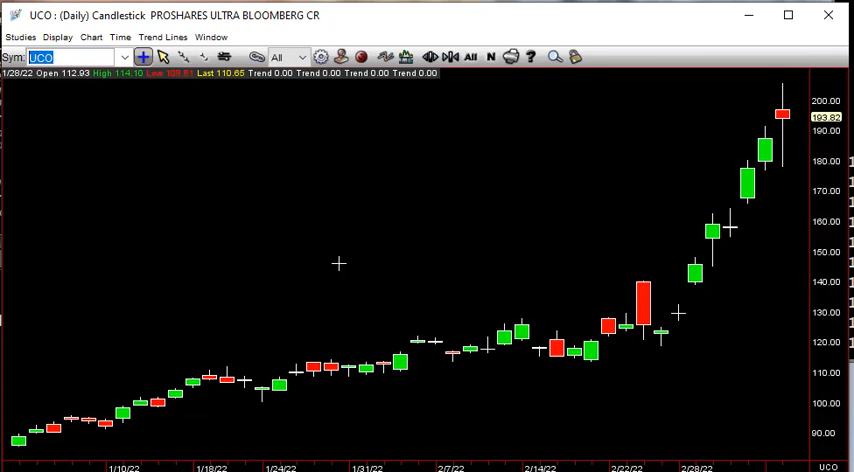 UCO : (Daily) Candlestick PROSHARES ULTRA BLOOMBERG CR
Studies Display Chart Time Trend Lines Window
Sym: UCO All All N ?
1/28/22 Open 112.93 High 114.10 Low Last 110.65 Trend 0.00 Trend 0.00 Trend 0.00 Trend 0.00
200.00
193.82
190.00
180.00
170.00
160.00
150.00
140.00
130.00
120.00
110.00
100.00
90.00
1/10/22 1/18/22 1/24/22 1/31/22 2/7/22 2/14/22 2/22/22 2/28/22 UCO